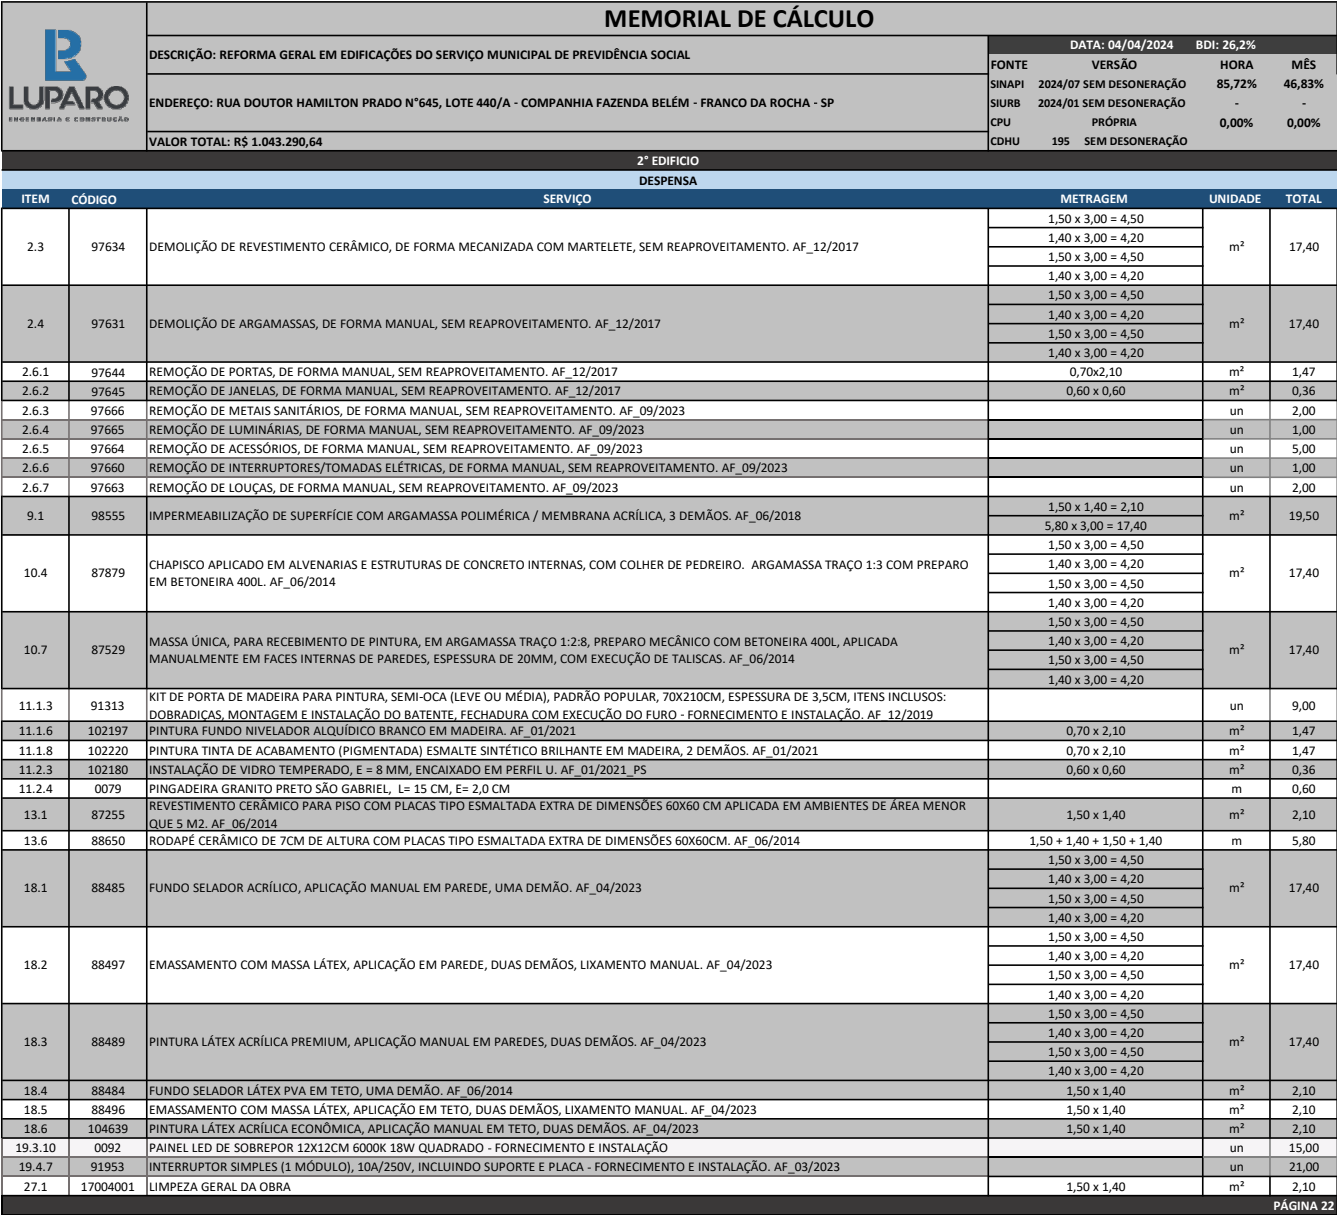 MEMORIAL DE CÁLCULO
LUPARO
ENGENHARIA E CONSTRUÇÃO
DESCRIÇÃO: REFORMA GERAL EM EDIFICAÇÕES DO SERVIÇO MUNICIPAL DE PREVIDÊNCIA SOCIAL
ENDEREÇO: RUA DOUTOR HAMILTON PRADO N°645, LOTE 440/A - COMPANHIA FAZENDA BELÉM - FRANCO DA ROCHA - SP
VALOR TOTAL: R$ 1.043.290,64
DATA: 04/04/2024 BDI: 26,2%
FONTE VERSÃO HORA MÊS
SINAPI 2024/07 SEM DESONERAÇÃO 85,72% 46,83%
SIURB 2024/01 SEM DESONERAÇÃO - -
CPU PRÓPRIA 0,00% 0,00%
CDHU 195 SEM DESONERAÇÃO
2° EDIFICIO
DESPENSA
ITEM CÓDIGO SERVIÇO METRAGEM UNIDADE TOTAL
1,50 x 3,00 = 4,50
1,40 x 3,00 = 4,20
2.3 97634 DEMOLIÇÃO DE REVESTIMENTO CERÂMICO, DE FORMA MECANIZADA COM MARTELETE, SEM REAPROVEITAMENTO. AF_12/2017 m² 17,40
1,50 x 3,00 = 4,50
1,40 x 3,00 = 4,20
1,50 x 3,00 = 4,50
1,40 x 3,00 = 4,20
2.4 97631 DEMOLIÇÃO DE ARGAMASSAS, DE FORMA MANUAL, SEM REAPROVEITAMENTO. AF_12/2017 m² 17,40
1,50 x 3,00 = 4,50
1,40 x 3,00 = 4,20
2.6.1 97644 REMOÇÃO DE PORTAS, DE FORMA MANUAL, SEM REAPROVEITAMENTO. AF_12/2017 0,70x2,10 m² 1,47
2.6.2 97645 REMOÇÃO DE JANELAS, DE FORMA MANUAL, SEM REAPROVEITAMENTO. AF_12/2017 0,60 x 0,60 m² 0,36
2.6.3 97666 REMOÇÃO DE METAIS SANITÁRIOS, DE FORMA MANUAL, SEM REAPROVEITAMENTO. AF_09/2023 un 2,00
2.6.4 97665 REMOÇÃO DE LUMINÁRIAS, DE FORMA MANUAL, SEM REAPROVEITAMENTO. AF_09/2023 un 1,00
2.6.5 97664 REMOÇÃO DE ACESSÓRIOS, DE FORMA MANUAL, SEM REAPROVEITAMENTO. AF_09/2023 un 5,00
2.6.6 97660 REMOÇÃO DE INTERRUPTORES/TOMADAS ELÉTRICAS, DE FORMA MANUAL, SEM REAPROVEITAMENTO. AF_09/2023 un 1,00
2.6.7 97663 REMOÇÃO DE LOUÇAS, DE FORMA MANUAL, SEM REAPROVEITAMENTO. AF_09/2023 un 2,00
1,50 x 1,40 = 2,10
9.1 98555 IMPERMEABILIZAÇÃO DE SUPERFÍCIE COM ARGAMASSA POLIMÉRICA / MEMBRANA ACRÍLICA, 3 DEMÃOS. AF_06/2018 m² 19,50
5,80 x 3,00 = 17,40
1,50 x 3,00 = 4,50
CHAPISCO APLICADO EM ALVENARIAS E ESTRUTURAS DE CONCRETO INTERNAS, COM COLHER DE PEDREIRO. ARGAMASSA TRAÇO 1:3 COM PREPARO 1,40 x 3,00 = 4,20
10.4 87879 m² 17,40
EM BETONEIRA 400L. AF_06/2014 1,50 x 3,00 = 4,50
1,40 x 3,00 = 4,20
1,50 x 3,00 = 4,50
MASSA ÚNICA, PARA RECEBIMENTO DE PINTURA, EM ARGAMASSA TRAÇO 1:2:8, PREPARO MECÂNICO COM BETONEIRA 400L, APLICADA 1,40 x 3,00 = 4,20
10.7 87529 m² 17,40
MANUALMENTE EM FACES INTERNAS DE PAREDES, ESPESSURA DE 20MM, COM EXECUÇÃO DE TALISCAS. AF_06/2014 1,50 x 3,00 = 4,50
1,40 x 3,00 = 4,20
KIT DE PORTA DE MADEIRA PARA PINTURA, SEMI-OCA (LEVE OU MÉDIA), PADRÃO POPULAR, 70X210CM, ESPESSURA DE 3,5CM, ITENS INCLUSOS:
11.1.3 91313 un 9,00
DOBRADIÇAS, MONTAGEM E INSTALAÇÃO DO BATENTE, FECHADURA COM EXECUÇÃO DO FURO - FORNECIMENTO E INSTALAÇÃO. AF_12/2019
11.1.6 102197 PINTURA FUNDO NIVELADOR ALQUÍDICO BRANCO EM MADEIRA. AF_01/2021 0,70 x 2,10 m² 1,47
11.1.8 102220 PINTURA TINTA DE ACABAMENTO (PIGMENTADA) ESMALTE SINTÉTICO BRILHANTE EM MADEIRA, 2 DEMÃOS. AF_01/2021 0,70 x 2,10 m² 1,47
11.2.3 102180 INSTALAÇÃO DE VIDRO TEMPERADO, E = 8 MM, ENCAIXADO EM PERFIL U. AF_01/2021_PS 0,60 x 0,60 m² 0,36
11.2.4 0079 PINGADEIRA GRANITO PRETO SÃO GABRIEL, L= 15 CM, E= 2,0 CM m 0,60
REVESTIMENTO CERÂMICO PARA PISO COM PLACAS TIPO ESMALTADA EXTRA DE DIMENSÕES 60X60 CM APLICADA EM AMBIENTES DE ÁREA MENOR
13.1 87255 1,50 x 1,40 m² 2,10
QUE 5 M2. AF_06/2014
13.6 88650 RODAPÉ CERÂMICO DE 7CM DE ALTURA COM PLACAS TIPO ESMALTADA EXTRA DE DIMENSÕES 60X60CM. AF_06/2014 1,50 + 1,40 + 1,50 + 1,40 m 5,80
1,50 x 3,00 = 4,50
1,40 x 3,00 = 4,20
18.1 88485 FUNDO SELADOR ACRÍLICO, APLICAÇÃO MANUAL EM PAREDE, UMA DEMÃO. AF_04/2023 m² 17,40
1,50 x 3,00 = 4,50
1,40 x 3,00 = 4,20
1,50 x 3,00 = 4,50
1,40 x 3,00 = 4,20
18.2 88497 EMASSAMENTO COM MASSA LÁTEX, APLICAÇÃO EM PAREDE, DUAS DEMÃOS, LIXAMENTO MANUAL. AF_04/2023 m² 17,40
1,50 x 3,00 = 4,50
1,40 x 3,00 = 4,20
1,50 x 3,00 = 4,50
1,40 x 3,00 = 4,20
18.3 88489 PINTURA LÁTEX ACRÍLICA PREMIUM, APLICAÇÃO MANUAL EM PAREDES, DUAS DEMÃOS. AF_04/2023 m² 17,40
1,50 x 3,00 = 4,50
1,40 x 3,00 = 4,20
18.4 88484 FUNDO SELADOR LÁTEX PVA EM TETO, UMA DEMÃO. AF_06/2014 1,50 x 1,40 m² 2,10
18.5 88496 EMASSAMENTO COM MASSA LÁTEX, APLICAÇÃO EM TETO, DUAS DEMÃOS, LIXAMENTO MANUAL. AF_04/2023 1,50 x 1,40 m² 2,10
18.6 104639 PINTURA LÁTEX ACRÍLICA ECONÔMICA, APLICAÇÃO MANUAL EM TETO, DUAS DEMÃOS. AF_04/2023 1,50 x 1,40 m² 2,10
19.3.10 0092 PAINEL LED DE SOBREPOR 12X12CM 6000K 18W QUADRADO - FORNECIMENTO E INSTALAÇÃO un 15,00
19.4.7 91953 INTERRUPTOR SIMPLES (1 MÓDULO), 10A/250V, INCLUINDO SUPORTE E PLACA - FORNECIMENTO E INSTALAÇÃO. AF_03/2023 un 21,00
27.1 17004001 LIMPEZA GERAL DA OBRA 1,50 x 1,40 m² 2,10
PÁGINA 22